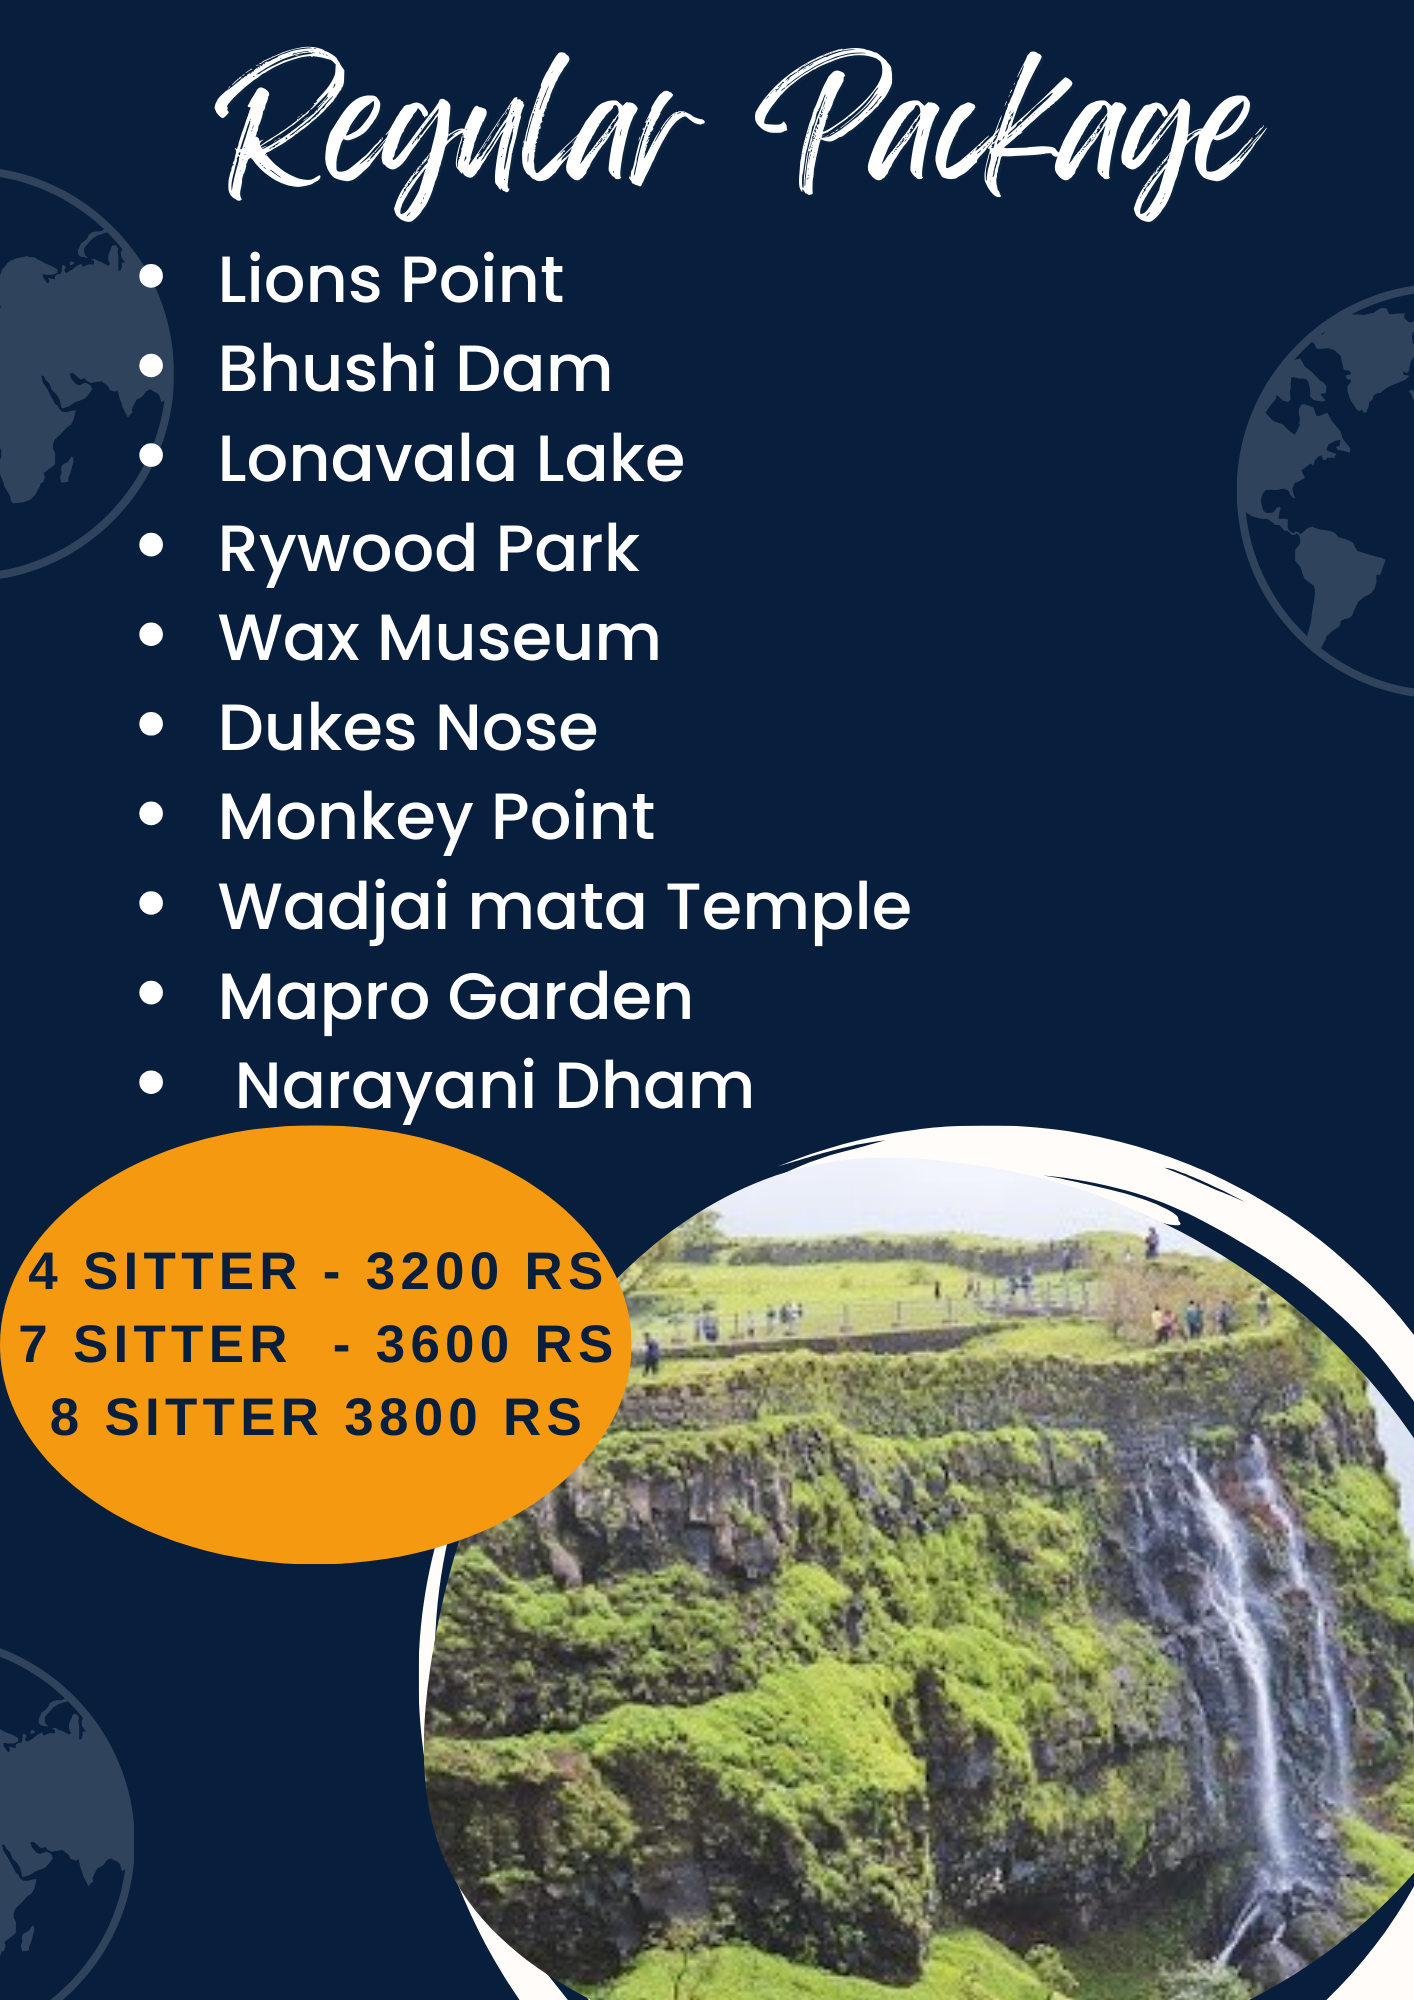 Regular Package
• Lions Point
• Bhushi Dam
• Lonavala Lake
• Rywood Park
• Wax Museum
• Dukes Nose
• Monkey Point
• Wadjai mata Temple
• Mapro Garden
• Narayani Dham
4 SITTER - 3200 RS
7 SITTER - 3600 RS
8 SITTER 3800 RS